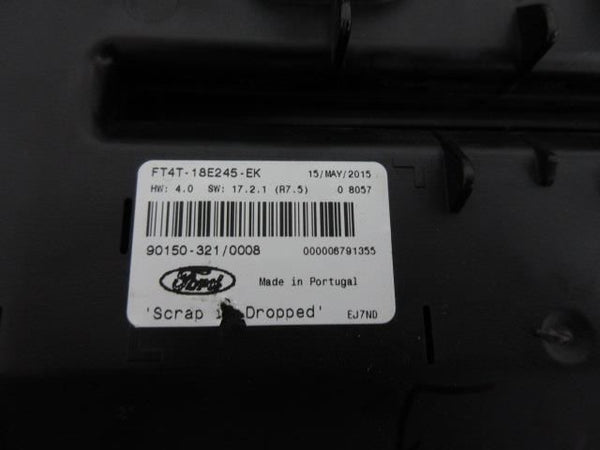 FT4T-18E245-EK 15/MAY/2015
HW: 4.0 SW: 17.2.1 (R7.5) 0 8057
90150-321/0008 000006791355
Ford Made in Portugal
'Scrap Dropped' EJ7ND